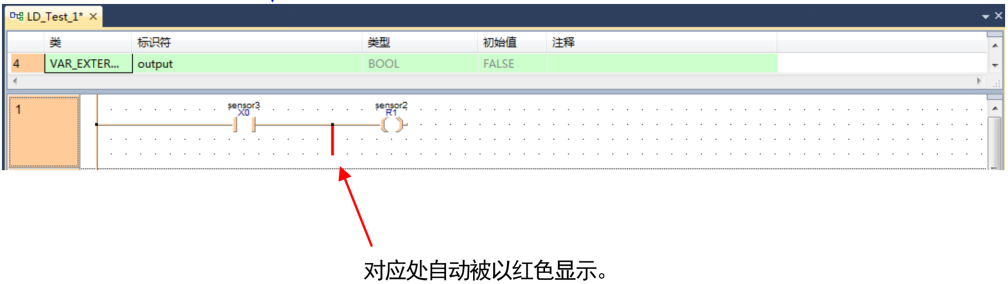 LD_Test_1*
类 标识符 类型 初始值 注释
4 VAR_EXTER... output BOOL FALSE
1
sensor3 sensor2
X0 R1
对应处自动被以红色显示。